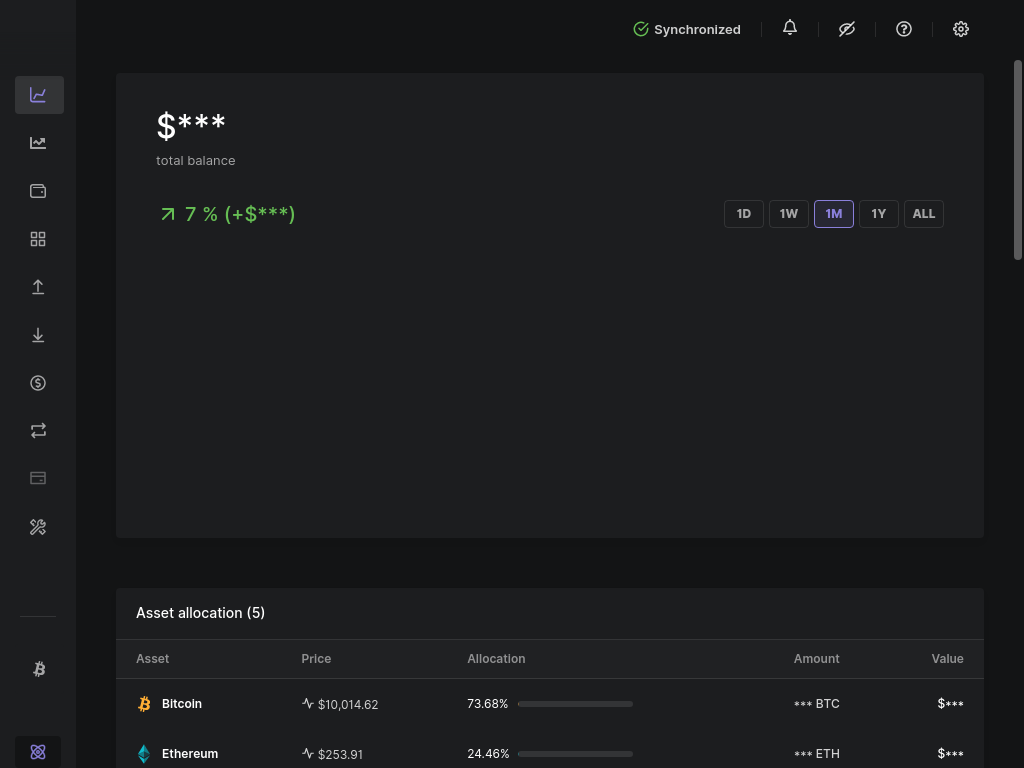 Synchronized
$***
total balance
7 % (+$***)
1D 1W 1M 1Y ALL
Asset allocation (5)
Asset Price Allocation Amount Value
Bitcoin $10,014.62 73.68% *** BTC $***
Ethereum $253.91 24.46% *** ETH $***